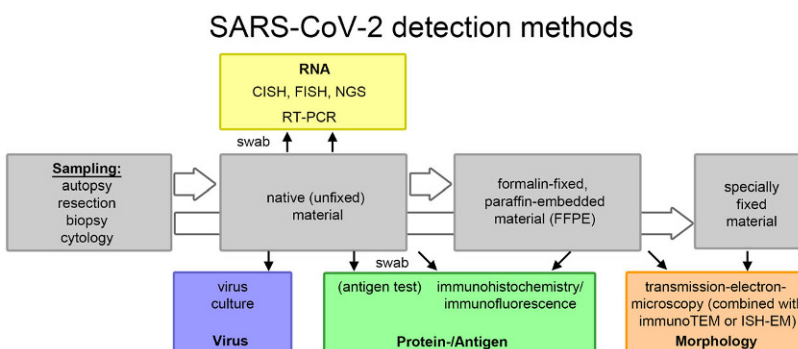 SARS-CoV-2 detection methods
RNA
CISH, FISH, NGS
RT-PCR
swab
Sampling:
autopsy
resection
biopsy
cytology
native (unfixed)
material
formalin-fixed,
paraffin-embedded
material (FFPE)
specially
fixed
material
swab
virus
culture
Virus
(antigen test) immunohistochemistry/
immunofluorescence
Protein-/Antigen
transmission-electron-
microscopy (combined with
immunoTEM or ISH-EM)
Morphology